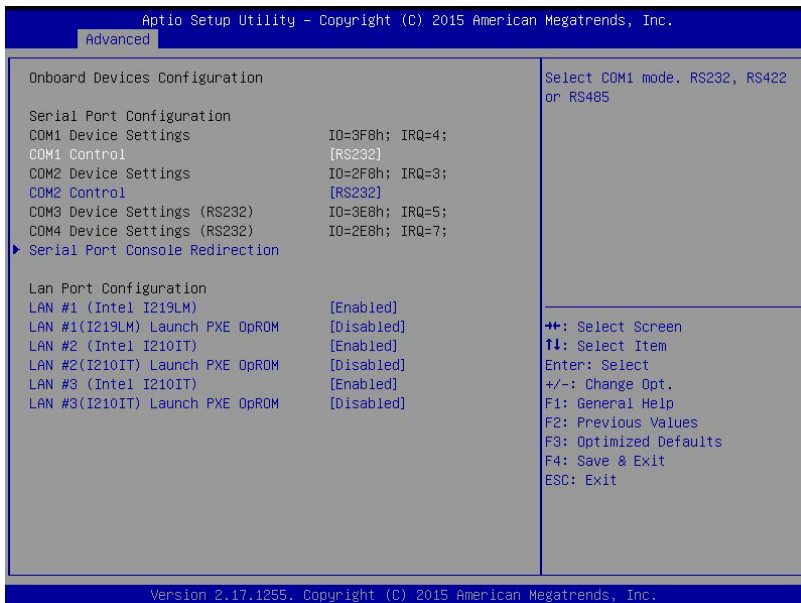 Aptio Setup Utility – Copyright (C) 2015 American Megatrends, Inc.
Advanced
Onboard Devices Configuration
Serial Port Configuration
COM1 Device Settings IO=3F8h; IRQ=4;
COM1 Control [RS232]
COM2 Device Settings IO=2F8h; IRQ=3;
COM2 Control [RS232]
COM3 Device Settings (RS232) IO=3E8h; IRQ=5;
COM4 Device Settings (RS232) IO=2E8h; IRQ=7;
Serial Port Console Redirection
Lan Port Configuration
LAN #1 (Intel I219LM) [Enabled]
LAN #1(I219LM) Launch PXE OpROM [Disabled]
LAN #2 (Intel I210IT) [Enabled]
LAN #2(I210IT) Launch PXE OpROM [Disabled]
LAN #3 (Intel I210IT) [Enabled]
LAN #3(I210IT) Launch PXE OpROM [Disabled]
Select COM1 mode. RS232, RS422
or RS485
→←: Select Screen
↑↓: Select Item
Enter: Select
+/-: Change Opt.
F1: General Help
F2: Previous Values
F3: Optimized Defaults
F4: Save & Exit
ESC: Exit
Version 2.17.1255. Copyright (C) 2015 American Megatrends, Inc.